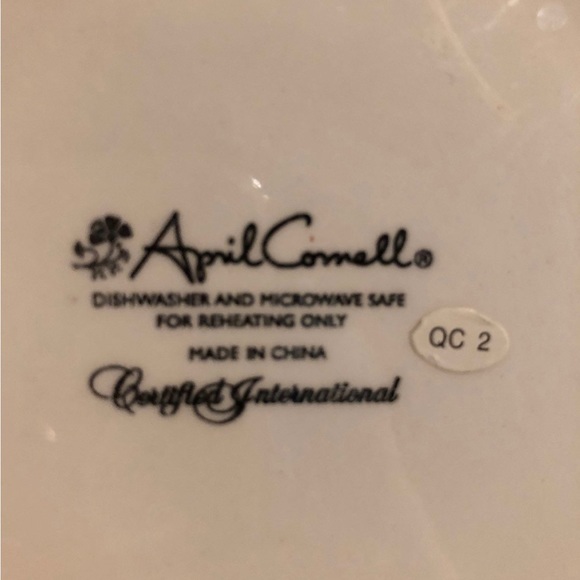 April Cornell®
DISHWASHER AND MICROWAVE SAFE
FOR REHEATING ONLY
MADE IN CHINA
Certified International
QC 2